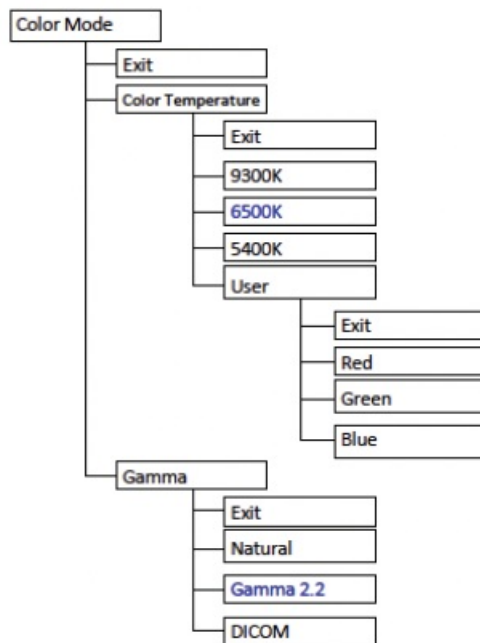 Color Mode
Exit
Color Temperature
Exit
9300K
6500K
5400K
User
Exit
Red
Green
Blue
Gamma
Exit
Natural
Gamma 2.2
DICOM